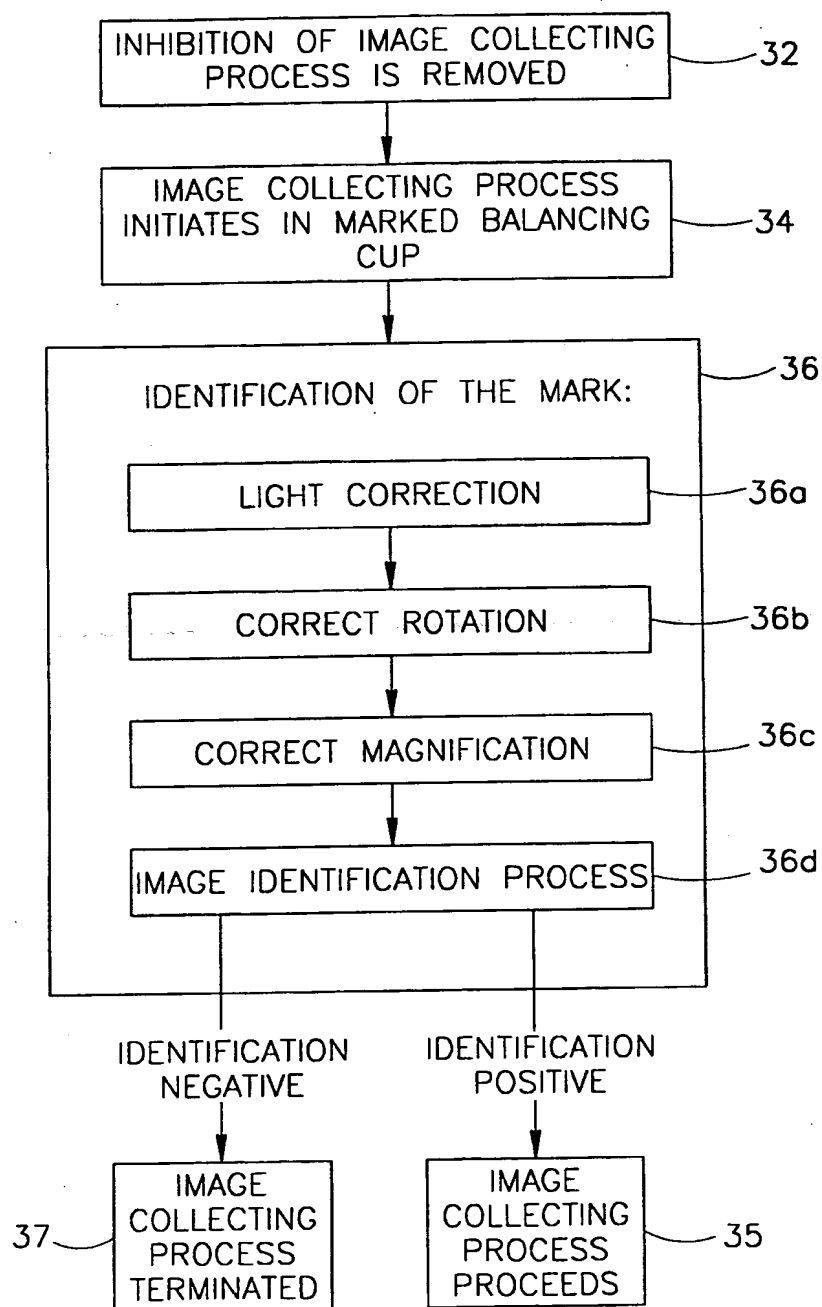 INHIBITION OF IMAGE COLLECTING
PROCESS IS REMOVED
32
IMAGE COLLECTING PROCESS
INITIATES IN MARKED BALANCING
CUP
34
36
IDENTIFICATION OF THE MARK:
LIGHT CORRECTION
36a
CORRECT ROTATION
36b
CORRECT MAGNIFICATION
36c
IMAGE IDENTIFICATION PROCESS
36d
IDENTIFICATION
NEGATIVE
IDENTIFICATION
POSITIVE
IMAGE
COLLECTING
PROCESS
TERMINATED
37
IMAGE
COLLECTING
PROCESS
PROCEEDS
35